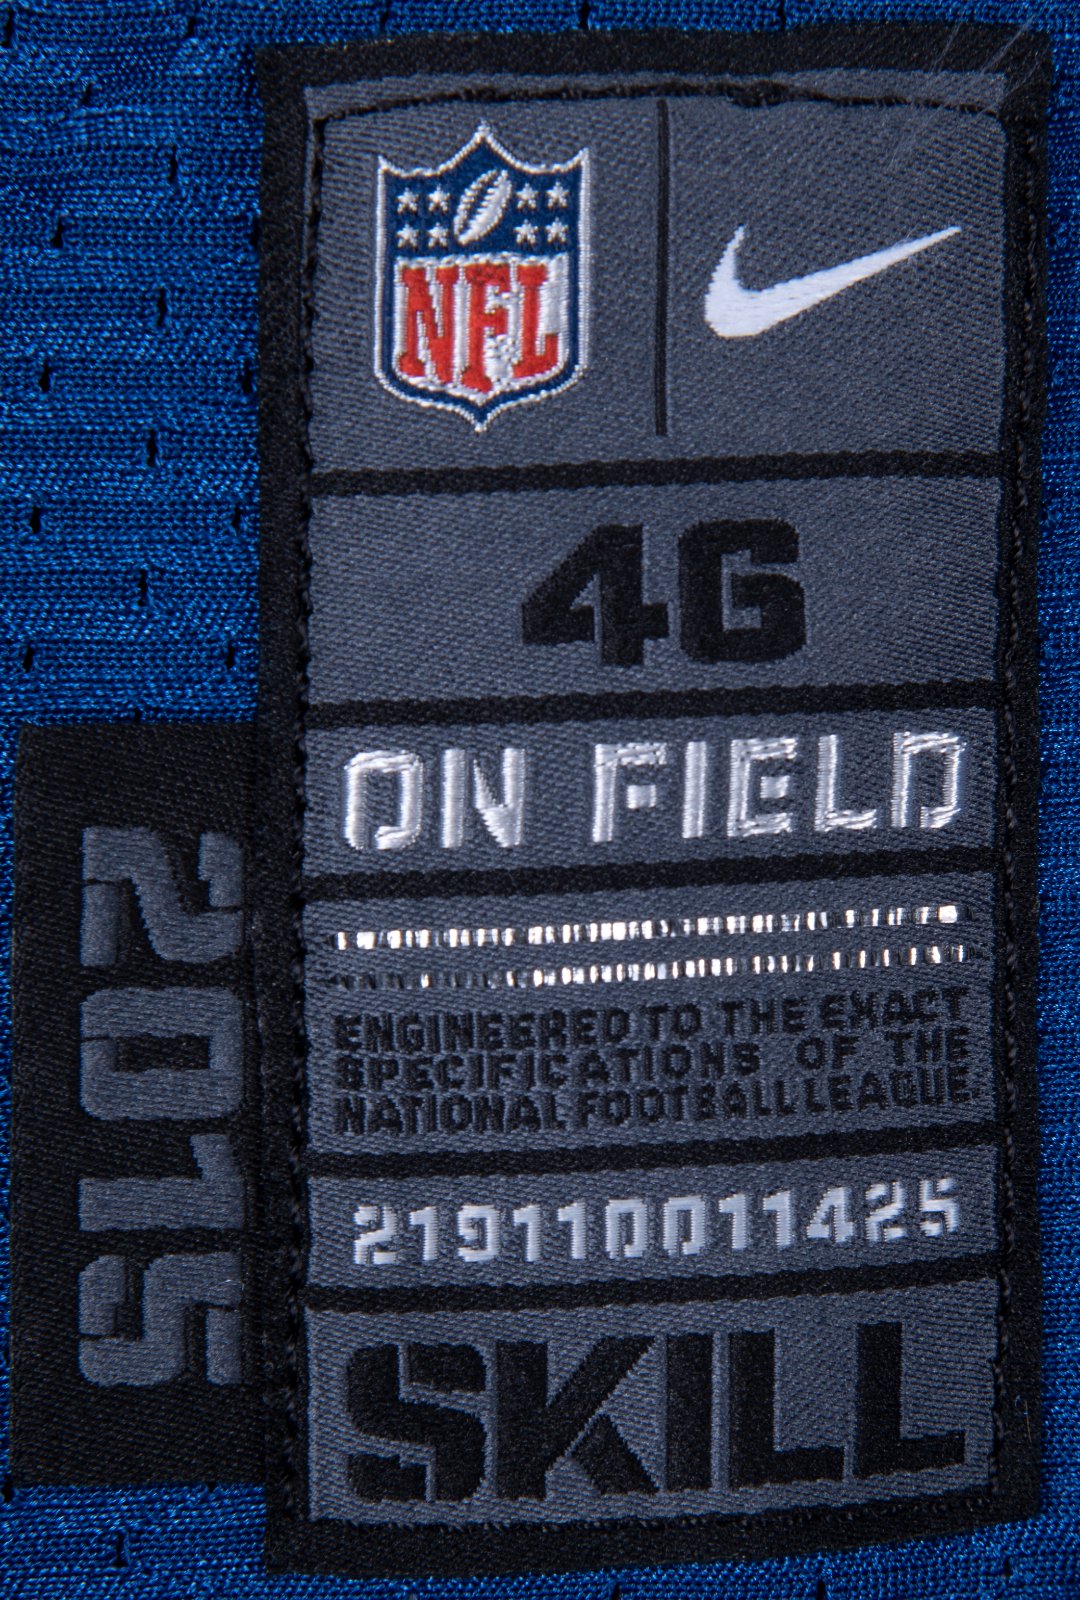 NFL
46
ON FIELD
ENGINEERED TO THE EXACT
SPECIFICATIONS OF THE
NATIONAL FOOTBALL LEAGUE.
219110011425
SKILL
2015